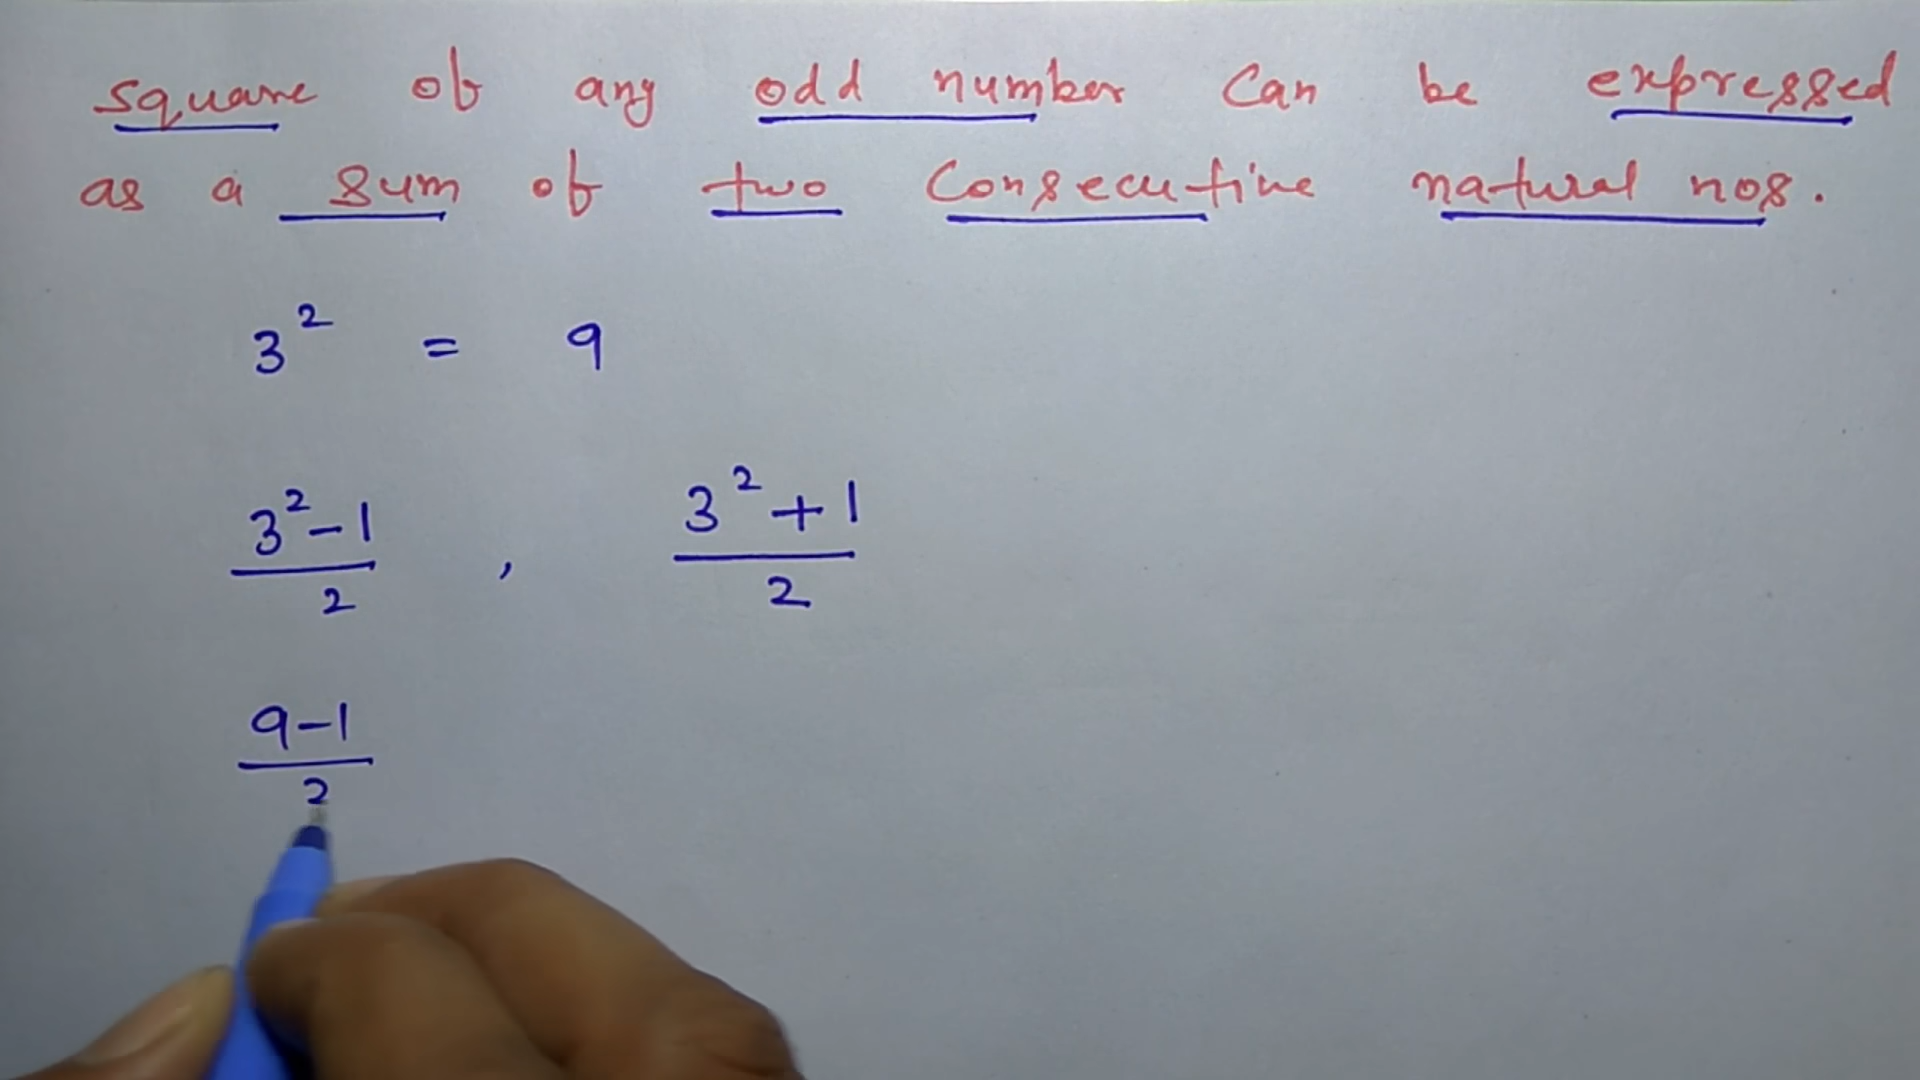 square of any odd number can be expressed
as a sum of two consecutive natural nos.
3² = 9
(3²-1)/2 , (3²+1)/2
(9-1)/2